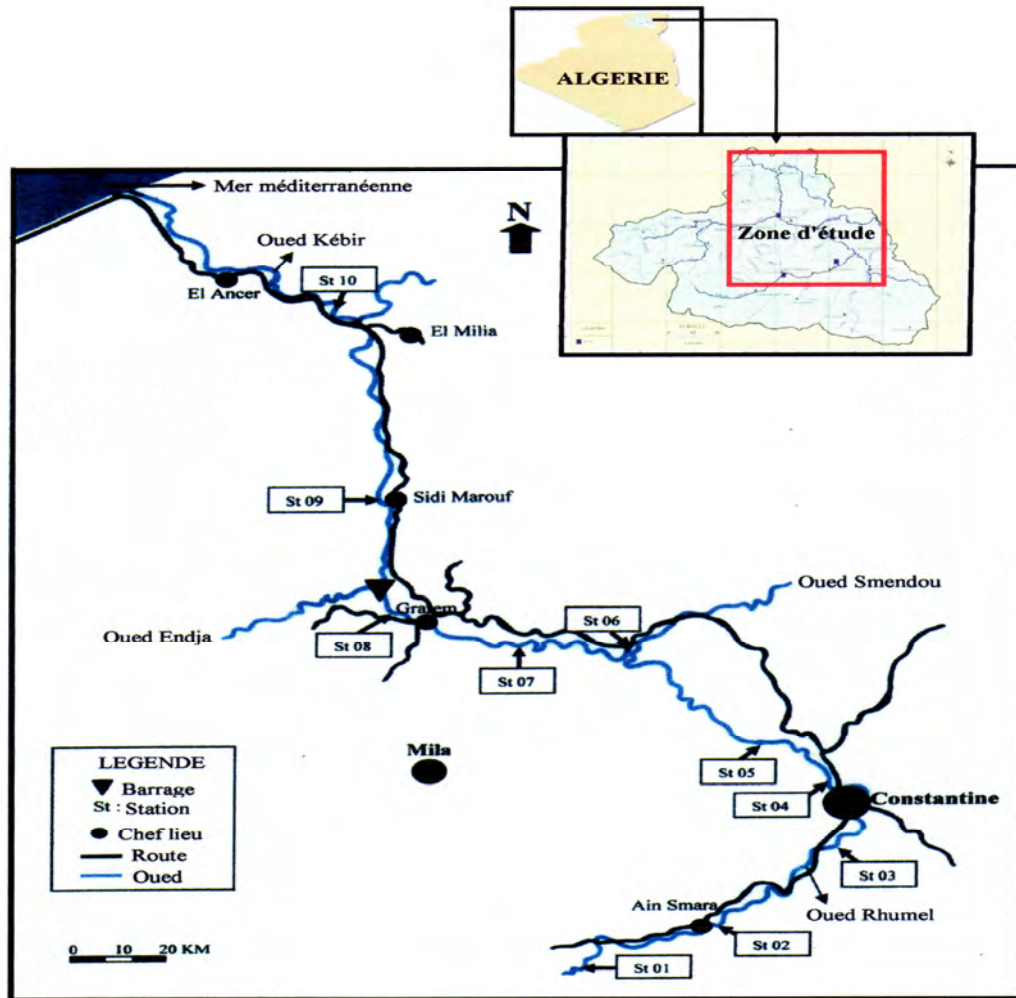 ALGERIE
Zone d'étude
Mer méditerranéenne
N
Oued Kébir
St 10
El Ancer
El Milia
St 09
Sidi Marouf
Oued Smendou
Grarem
St 06
Oued Endja
St 08
St 07
Mila
St 05
St 04
Constantine
St 03
Oued Rhumel
Ain Smara
St 02
St 01
LEGENDE
Barrage
St : Station
Chef lieu
Route
Oued
0 10 20 KM